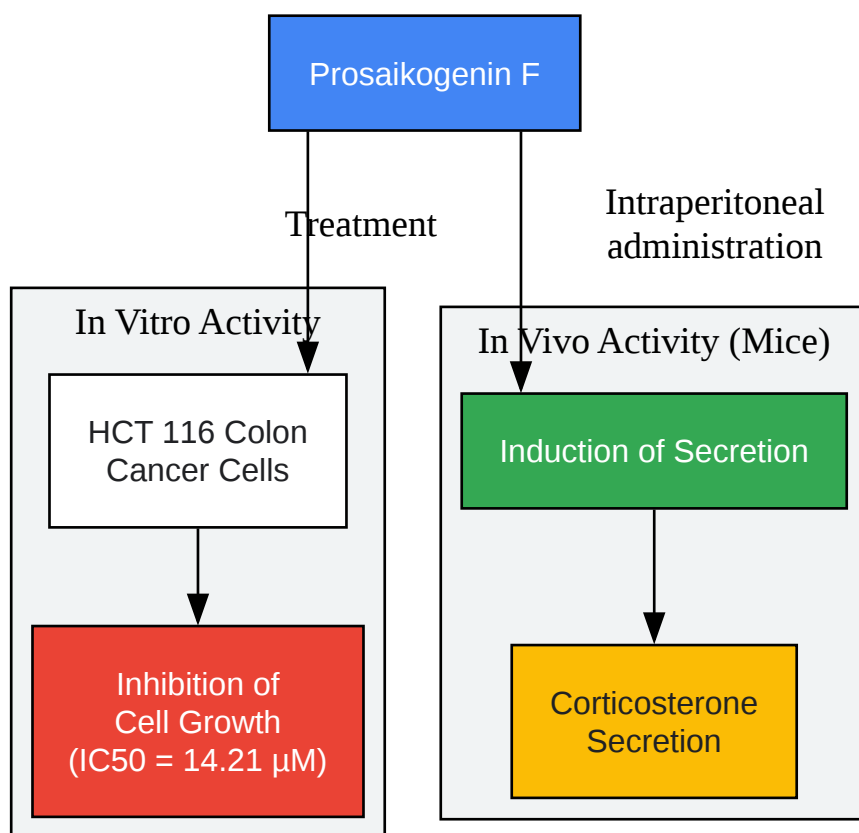 Prosaikogenin F
Treatment
Intraperitoneal
administration
In Vitro Activity
HCT 116 Colon
Cancer Cells
Inhibition of
Cell Growth
(IC50 = 14.21 µM)
In Vivo Activity (Mice)
Induction of Secretion
Corticosterone
Secretion